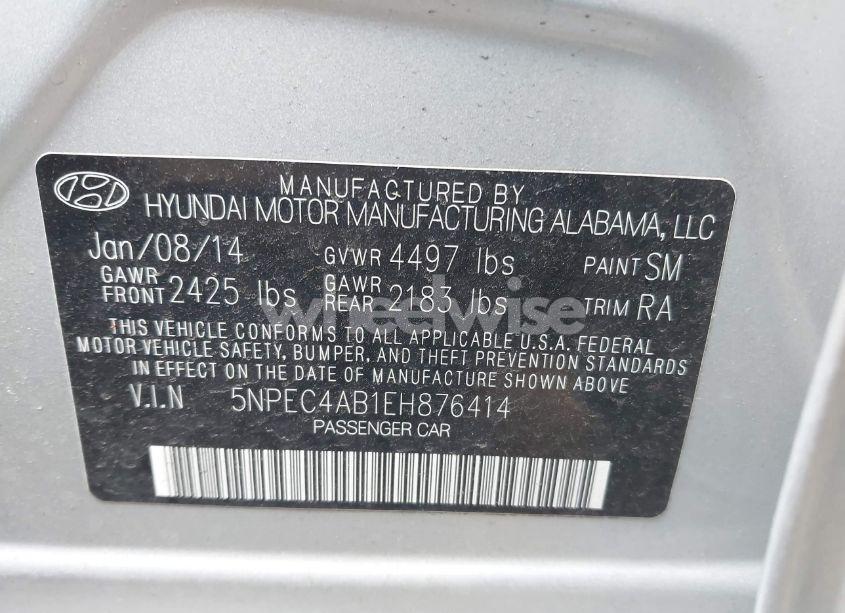 MANUFACTURED BY
HYUNDAI MOTOR MANUFACTURING ALABAMA, LLC
Jan/08/14 GVWR 4497 lbs PAINT SM
GAWR FRONT 2425 lbs GAWR REAR 2183 lbs TRIM RA
wheelwise
THIS VEHICLE CONFORMS TO ALL APPLICABLE U.S.A. FEDERAL
MOTOR VEHICLE SAFETY, BUMPER, AND THEFT PREVENTION STANDARDS
IN EFFECT ON THE DATE OF MANUFACTURE SHOWN ABOVE
V.I.N 5NPEC4AB1EH876414
PASSENGER CAR